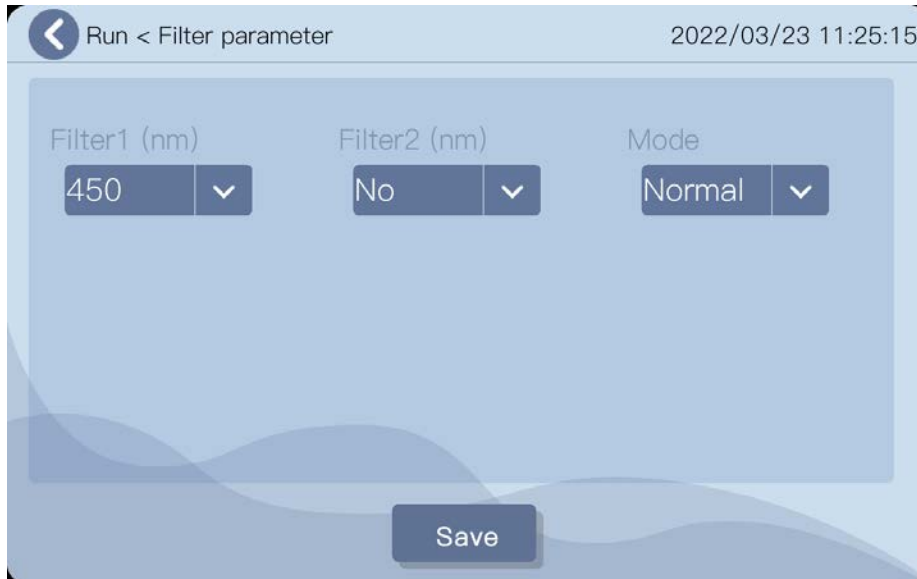 Run < Filter parameter 2022/03/23 11:25:15
Filter1 (nm) Filter2 (nm) Mode
450 No Normal
Save